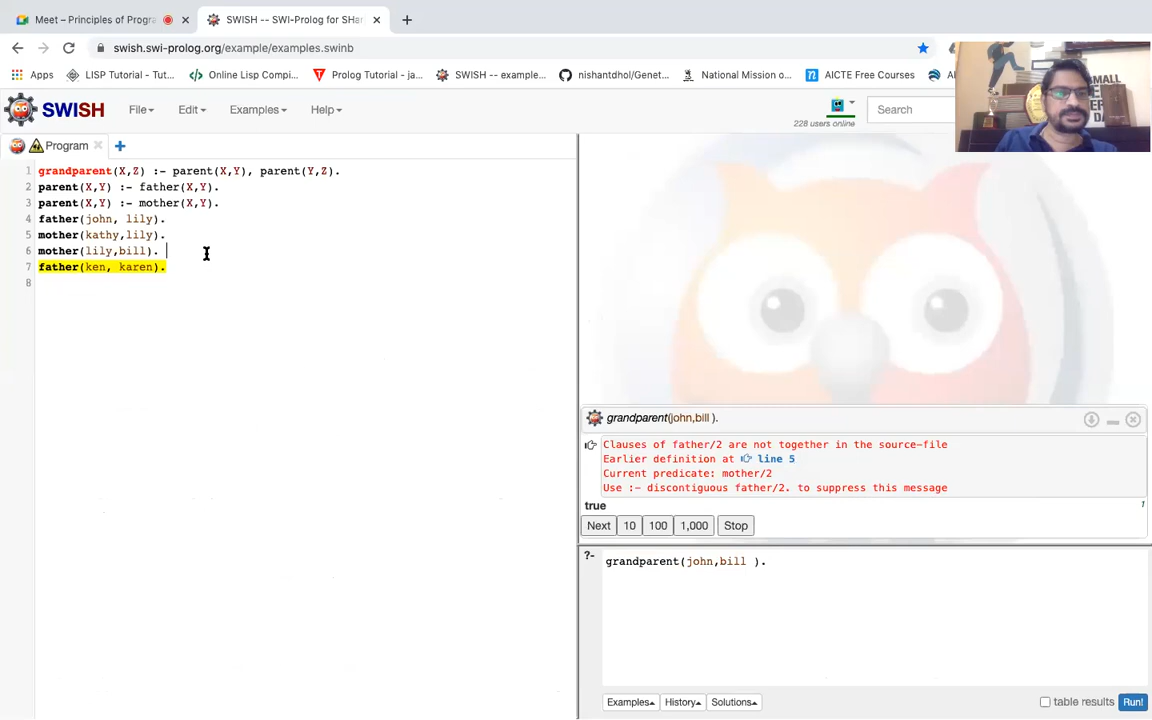 Meet – Principles of Progra
SWISH -- SWI-Prolog for SHa
swish.swi-prolog.org/example/examples.swinb
Apps LISP Tutorial - Tut... Online Lisp Compi... Prolog Tutorial - ja... SWISH -- example... nishantdhol/Genet... National Mission o... AICTE Free Courses
SWISH File Edit Examples Help
228 users online
Search
Program
1 grandparent(X,Z) :- parent(X,Y), parent(Y,Z).
2 parent(X,Y) :- father(X,Y).
3 parent(X,Y) :- mother(X,Y).
4 father(john, lily).
5 mother(kathy,lily).
6 mother(lily,bill).
7 father(ken, karen).
8
grandparent(john,bill ).
Clauses of father/2 are not together in the source-file
Earlier definition at line 5
Current predicate: mother/2
Use :- discontiguous father/2. to suppress this message
true
1
Next 10 100 1,000 Stop
?- grandparent(john,bill ).
Examples History Solutions table results Run!